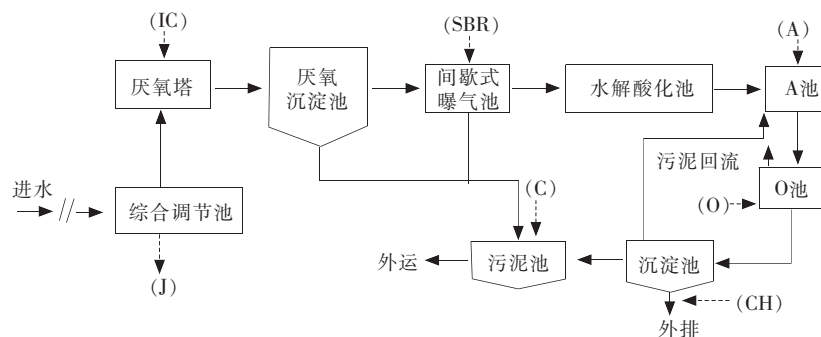 (IC)
(SBR)
(A)
厌氧塔
厌氧
沉淀池
间歇式
曝气池
水解酸化池
A池
污泥回流
进水
综合调节池
(C)
(O)
O池
外运
污泥池
沉淀池
(J)
(CH)
外排